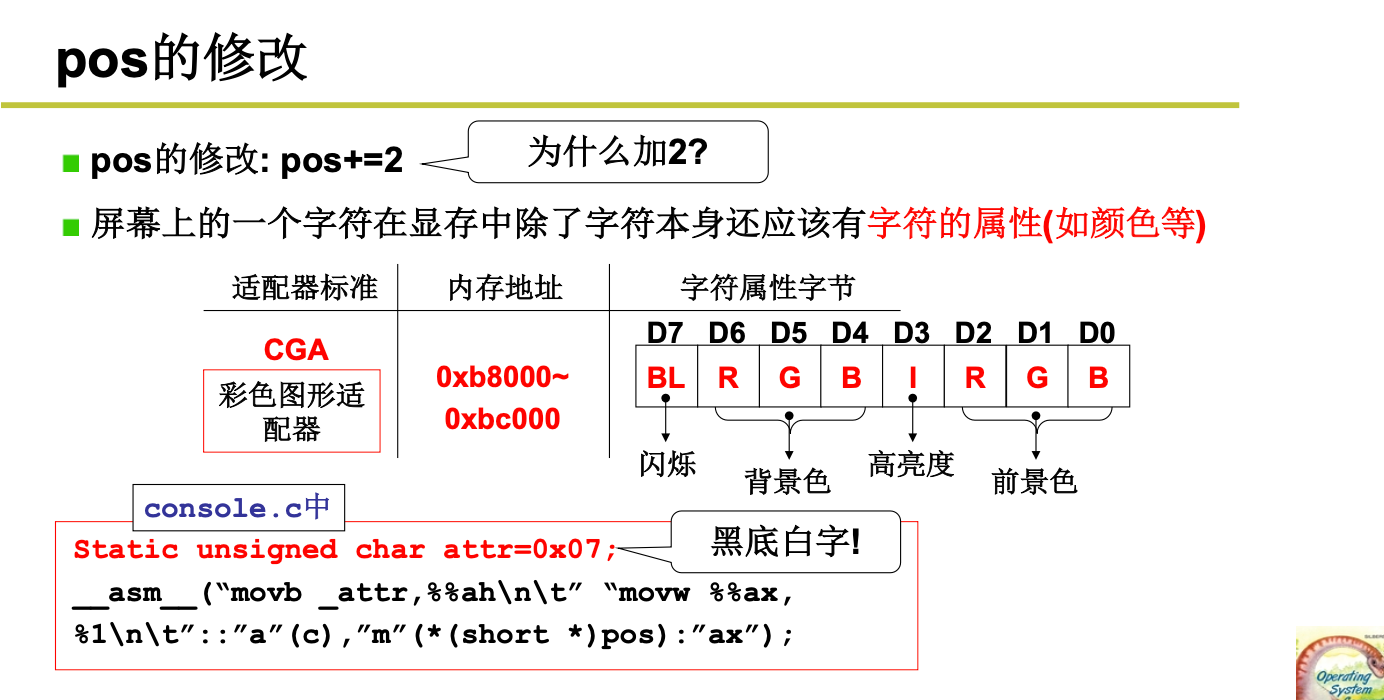 pos的修改
pos的修改: pos+=2
为什么加2?
屏幕上的一个字符在显存中除了字符本身还应该有字符的属性(如颜色等)
适配器标准 内存地址 字符属性字节
D7 D6 D5 D4 D3 D2 D1 D0
CGA
BL R G B I R G B
彩色图形适
配器
0xb8000~
0xbc000
闪烁 背景色 高亮度 前景色
console.c中
Static unsigned char attr=0x07;
黑底白字!
__asm__(“movb _attr,%%ah\n\t” “movw %%ax,
%1\n\t”::”a”(c),”m”(*(short *)pos):”ax”);
Operating
System